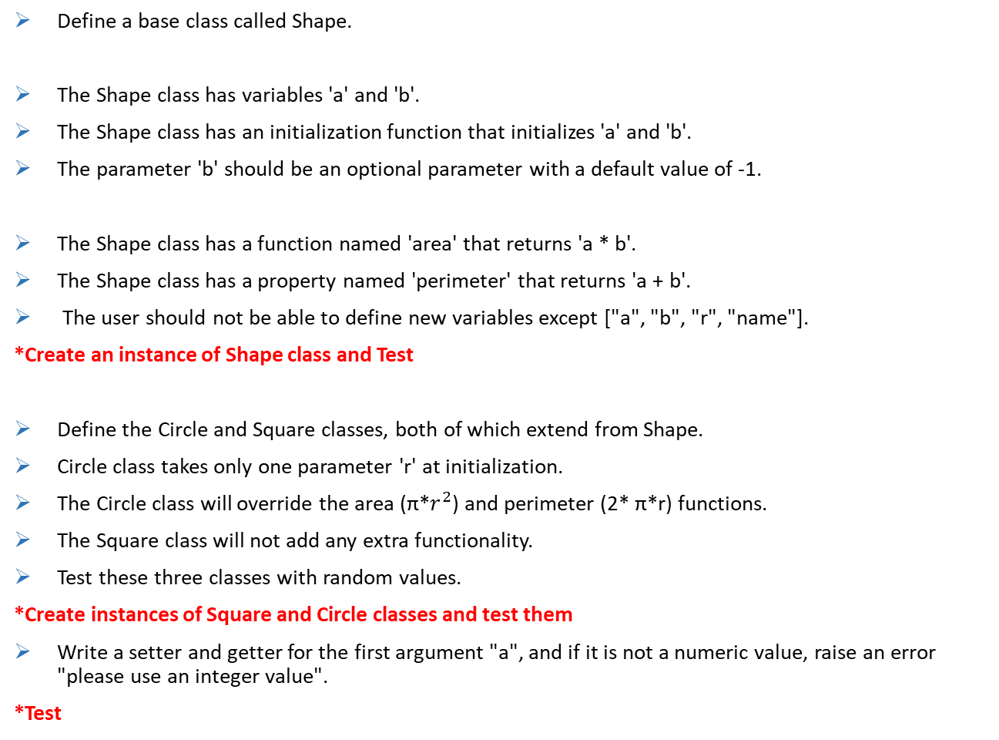 Define a base class called Shape.
The Shape class has variables 'a' and 'b'.
The Shape class has an initialization function that initializes 'a' and 'b'.
The parameter 'b' should be an optional parameter with a default value of -1.
The Shape class has a function named 'area' that returns 'a * b'.
The Shape class has a property named 'perimeter' that returns 'a + b'.
The user should not be able to define new variables except ["a", "b", "r", "name"].
*Create an instance of Shape class and Test
Define the Circle and Square classes, both of which extend from Shape.
Circle class takes only one parameter 'r' at initialization.
The Circle class will override the area (π*r²) and perimeter (2* π*r) functions.
The Square class will not add any extra functionality.
Test these three classes with random values.
*Create instances of Square and Circle classes and test them
Write a setter and getter for the first argument "a", and if it is not a numeric value, raise an error
"please use an integer value".
*Test